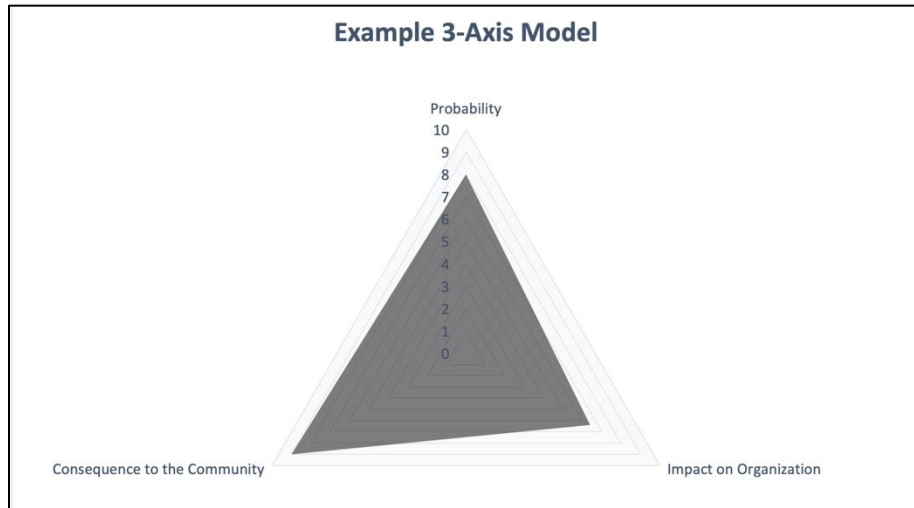 Example 3-Axis Model
Probability
10
9
8
7
6
5
4
3
2
1
0
Consequence to the Community
Impact on Organization